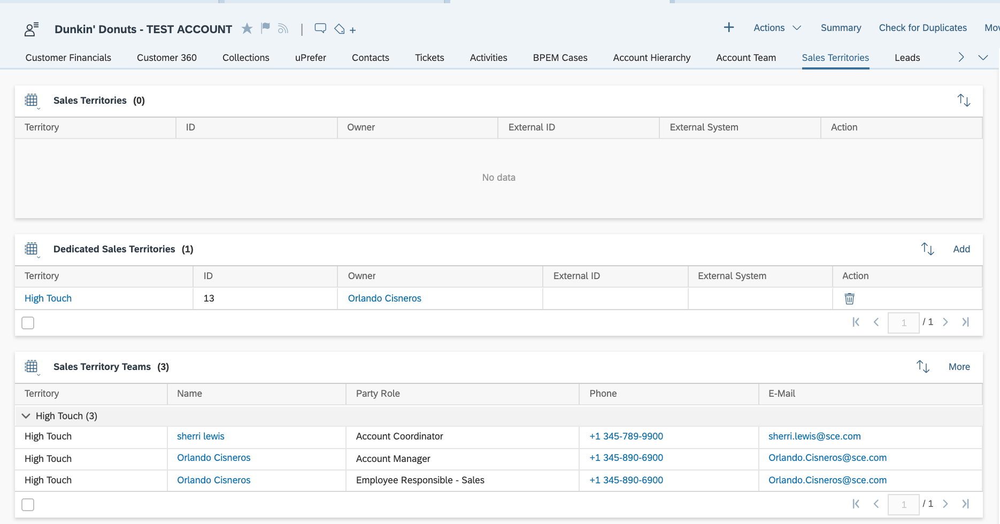 Dunkin' Donuts - TEST ACCOUNT
Actions Summary Check for Duplicates Mov
Customer Financials Customer 360 Collections uPrefer Contacts Tickets Activities BPEM Cases Account Hierarchy Account Team Sales Territories Leads
Sales Territories (0)
Territory ID Owner External ID External System Action
No data
Dedicated Sales Territories (1) Add
Territory ID Owner External ID External System Action
High Touch 13 Orlando Cisneros
1 / 1
Sales Territory Teams (3) More
Territory Name Party Role Phone E-Mail
High Touch (3)
High Touch sherri lewis Account Coordinator +1 345-789-9900 sherri.lewis@sce.com
High Touch Orlando Cisneros Account Manager +1 345-890-6900 Orlando.Cisneros@sce.com
High Touch Orlando Cisneros Employee Responsible - Sales +1 345-890-6900 Orlando.Cisneros@sce.com
1 / 1